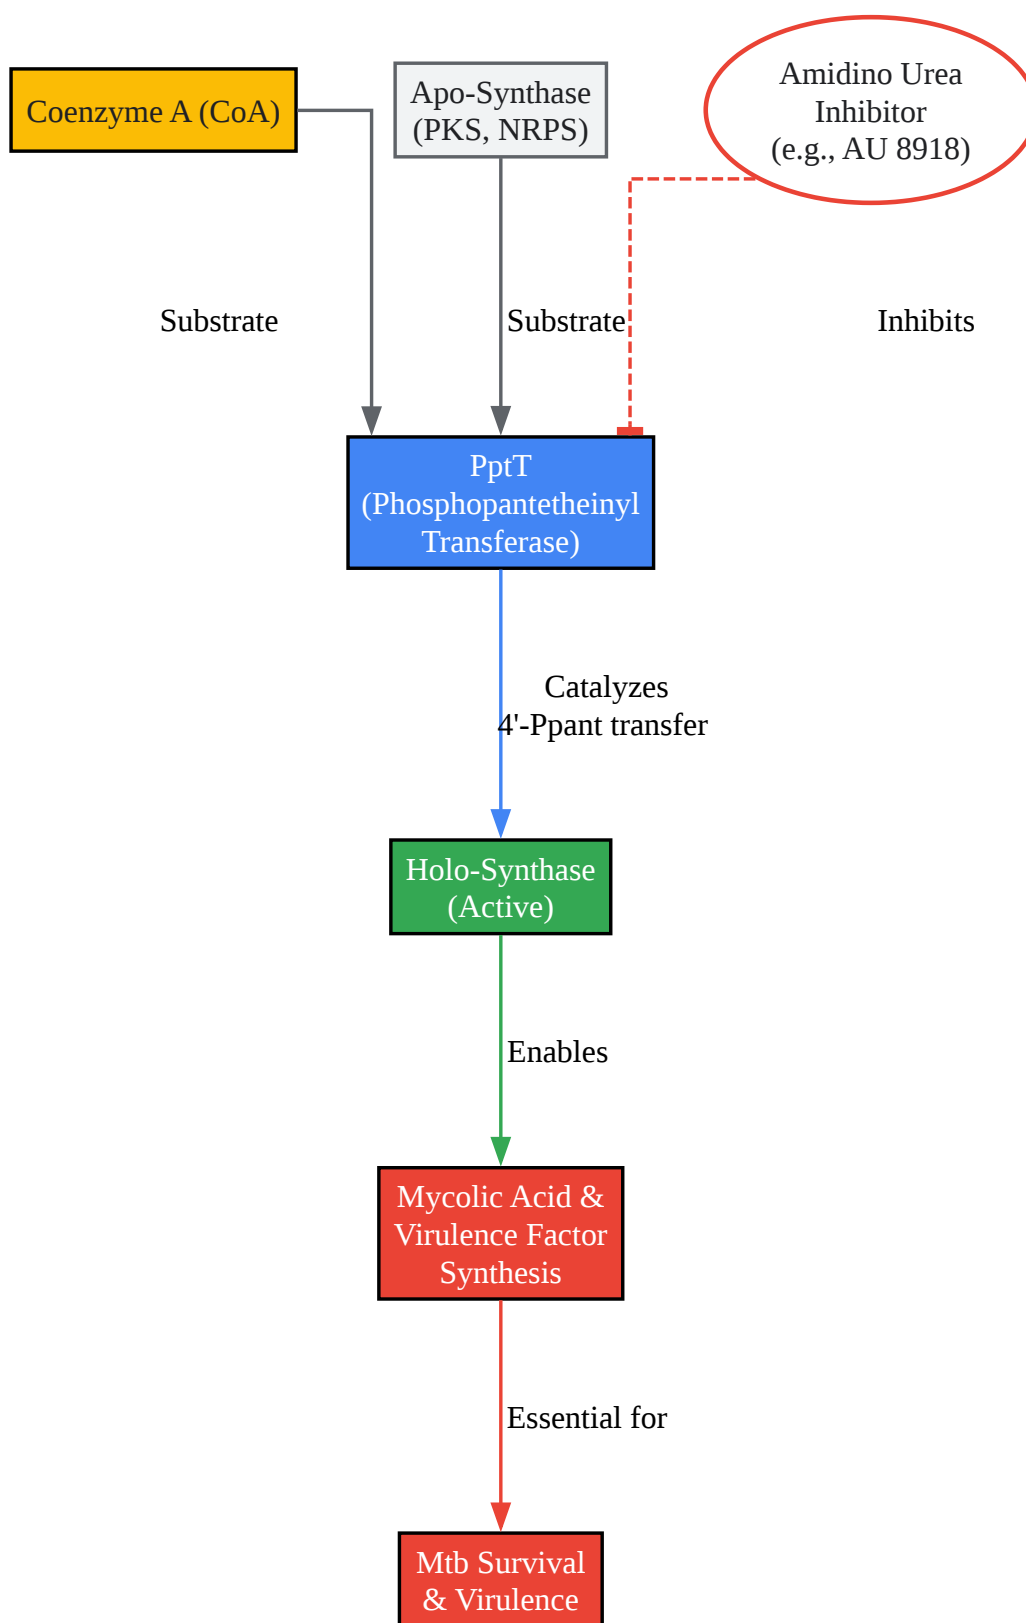 Coenzyme A (CoA)
Apo-Synthase
(PKS, NRPS)
Amidino Urea
Inhibitor
(e.g., AU 8918)
Substrate
Substrate
Inhibits
PptT
(Phosphopantetheinyl
Transferase)
Catalyzes
4'-Ppant transfer
Holo-Synthase
(Active)
Enables
Mycolic Acid &
Virulence Factor
Synthesis
Essential for
Mtb Survival
& Virulence